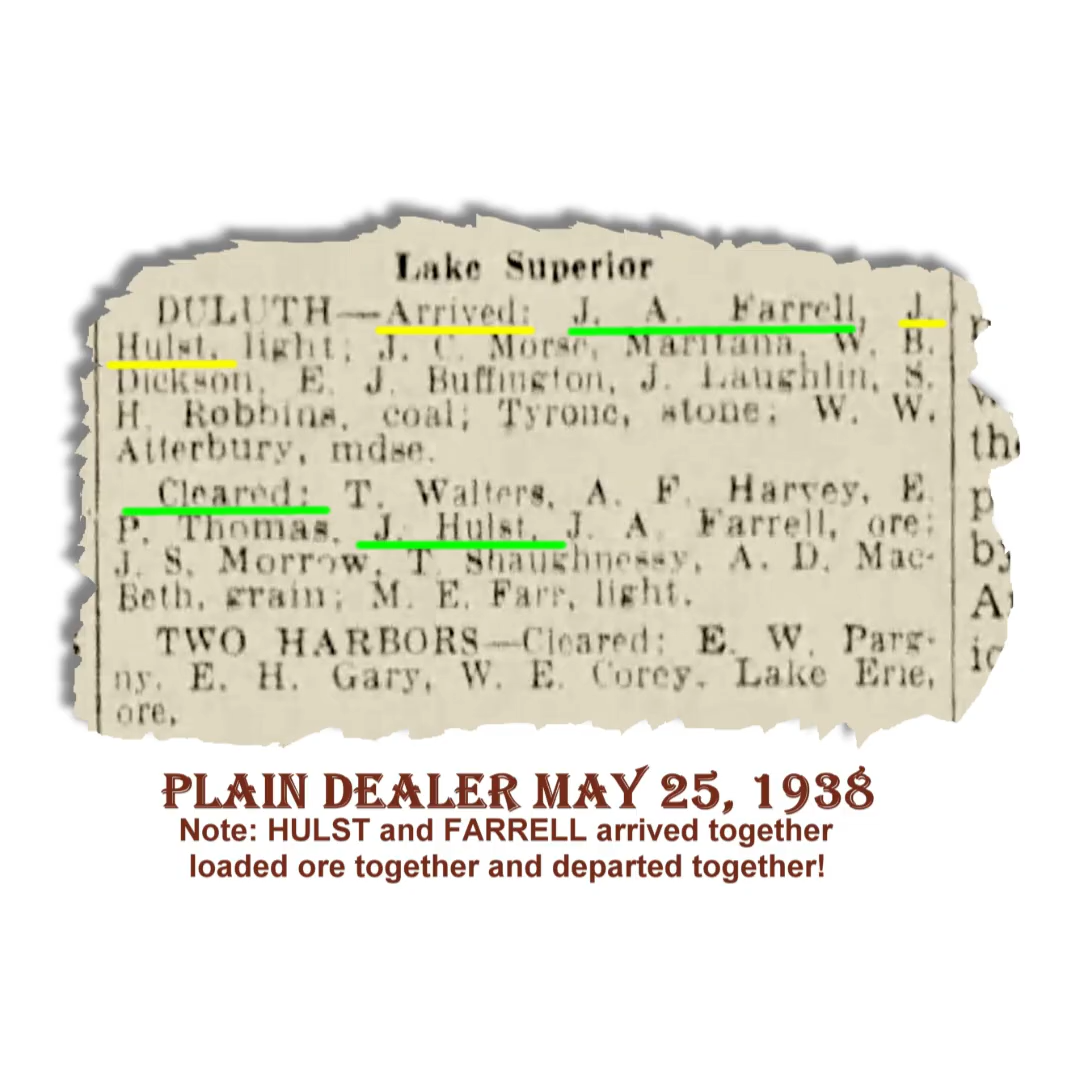 Lake Superior
DULUTH—Arrived: J. A. Farrell, J.
Hulst, light; J. C. Morse, Maritana, W. B.
Dickson, E. J. Buffington, J. Laughlin, S.
H. Robbins, coal; Tyrone, stone; W. W.
Atterbury, mdse.
Cleared: T. Walters, A. F. Harvey, E.
P. Thomas, J. Hulst, J. A. Farrell, ore;
J. S. Morrow, T. Shaughnessy, A. D. Mac-
Beth, grain; M. E. Farr, light.
TWO HARBORS—Cleared: E. W. Parg-
ny, E. H. Gary, W. E. Corey, Lake Erie,
ore.
PLAIN DEALER MAY 25, 1938
Note: HULST and FARRELL arrived together
loaded ore together and departed together!